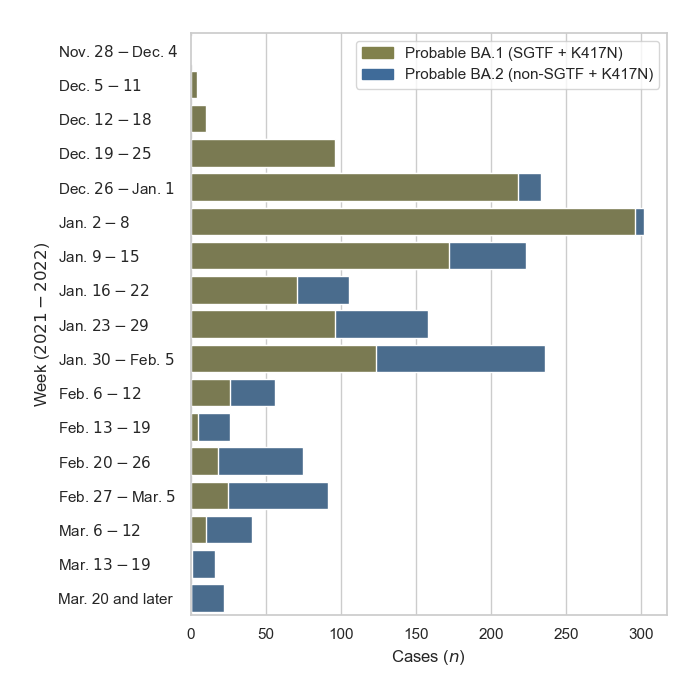 Probable BA.1 (SGTF + K417N)
Probable BA.2 (non-SGTF + K417N)
Week (2021 − 2022)
Nov. 28 − Dec. 4
Dec. 5 − 11
Dec. 12 − 18
Dec. 19 − 25
Dec. 26 − Jan. 1
Jan. 2 − 8
Jan. 9 − 15
Jan. 16 − 22
Jan. 23 − 29
Jan. 30 − Feb. 5
Feb. 6 − 12
Feb. 13 − 19
Feb. 20 − 26
Feb. 27 − Mar. 5
Mar. 6 − 12
Mar. 13 − 19
Mar. 20 and later
0 50 100 150 200 250 300
Cases (n)